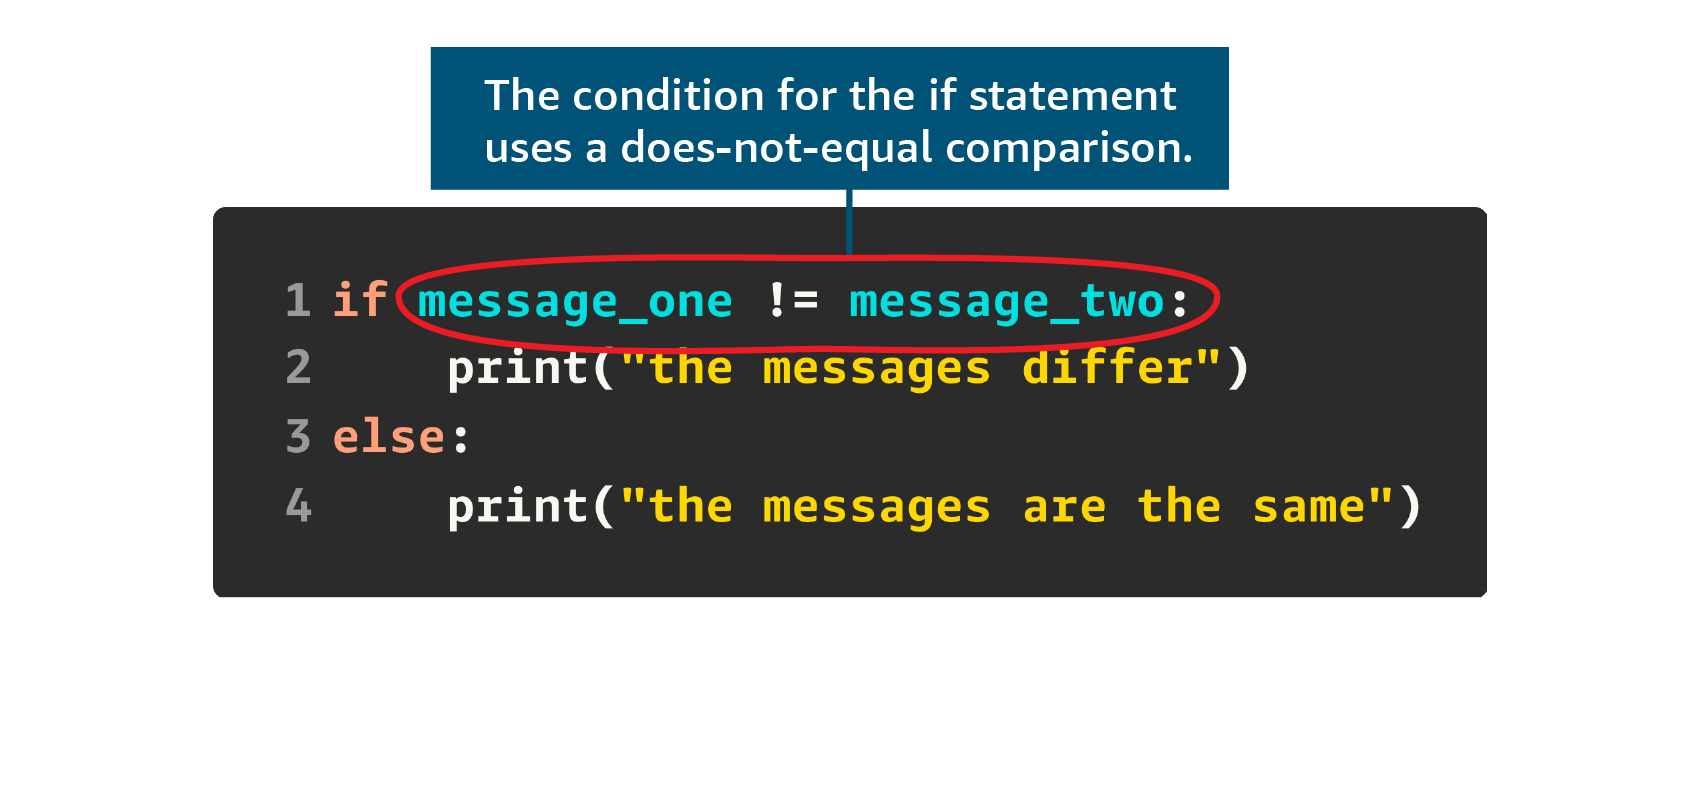 The condition for the if statement
uses a does-not-equal comparison.
1 if message_one != message_two:
2     print("the messages differ")
3 else:
4     print("the messages are the same")